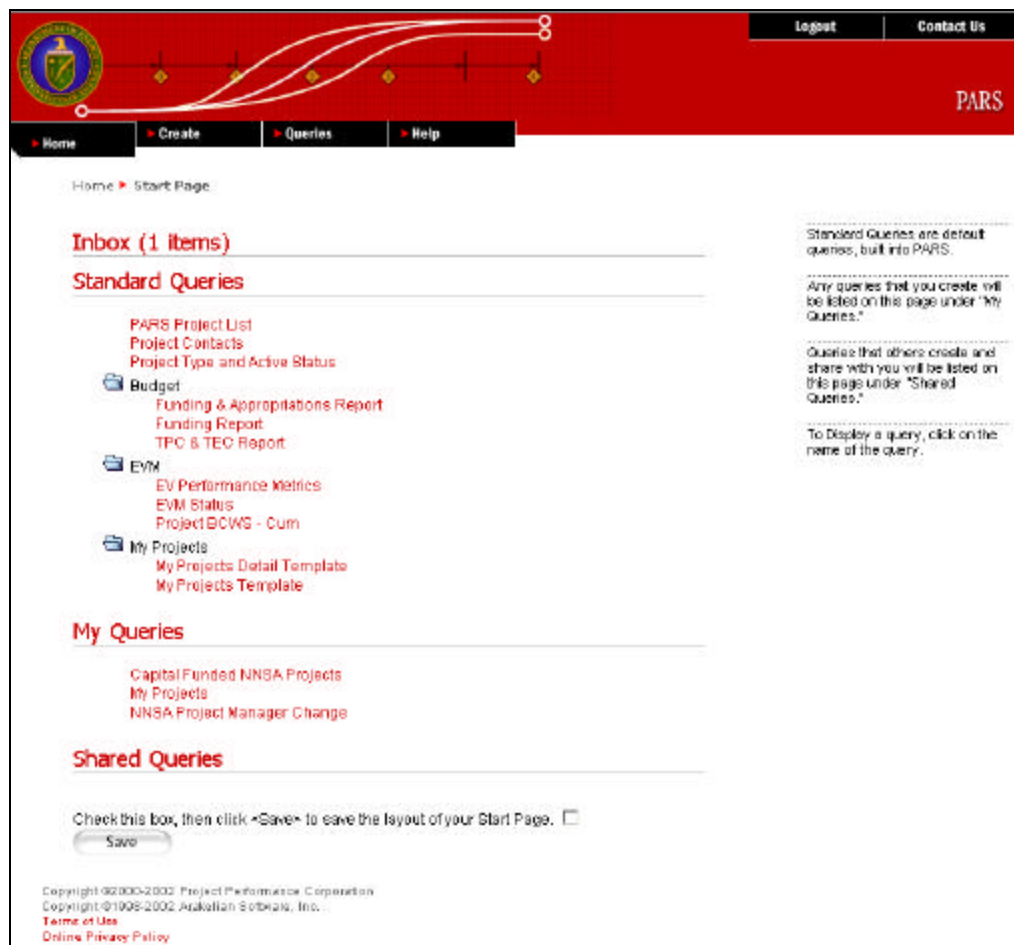 Logout
Contact Us
PARS
Home
Create
Queries
Help
Home ▸ Start Page
Inbox (1 items)
Standard Queries
PARS Project List
Project Contacts
Project Type and Active Status
Budget
Funding & Appropriations Report
Funding Report
TPC & TEC Report
EVM
EV Performance Metrics
EVM Status
Project BCWS - Cum
My Projects
My Projects Detail Template
My Projects Template
My Queries
Capital Funded NNSA Projects
My Projects
NNSA Project Manager Change
Shared Queries
Check this box, then click <Save> to save the layout of your Start Page.
Save
Standard Queries are default
queries, built into PARS.
Any queries that you create will
be listed on this page under "My
Queries."
Queries that others create and
share with you will be listed on
this page under "Shared
Queries."
To Display a query, click on the
name of the query.
Copyright ©2000-2002 Project Performance Corporation
Copyright ©1998-2002 Arakelian Software, Inc.
Terms of Use
Online Privacy Policy